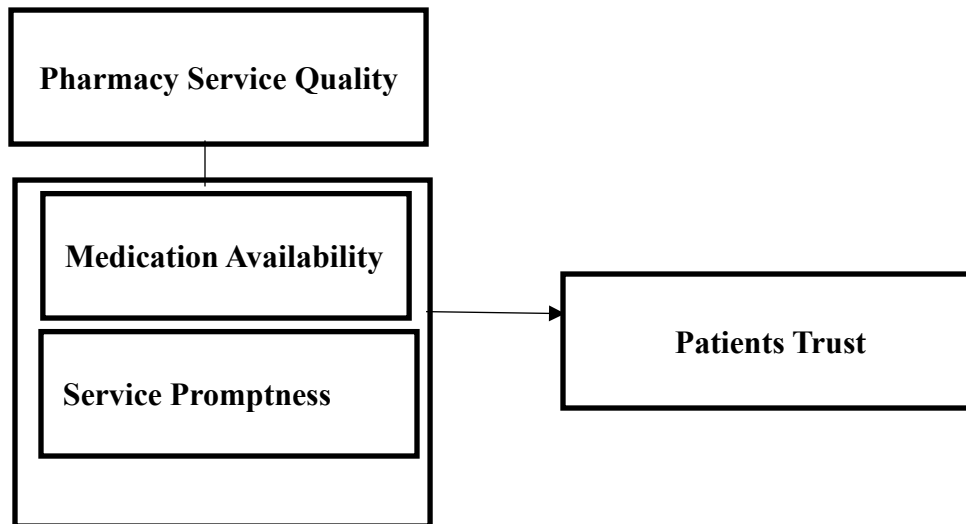 Pharmacy Service Quality
Medication Availability
Service Promptness
Patients Trust